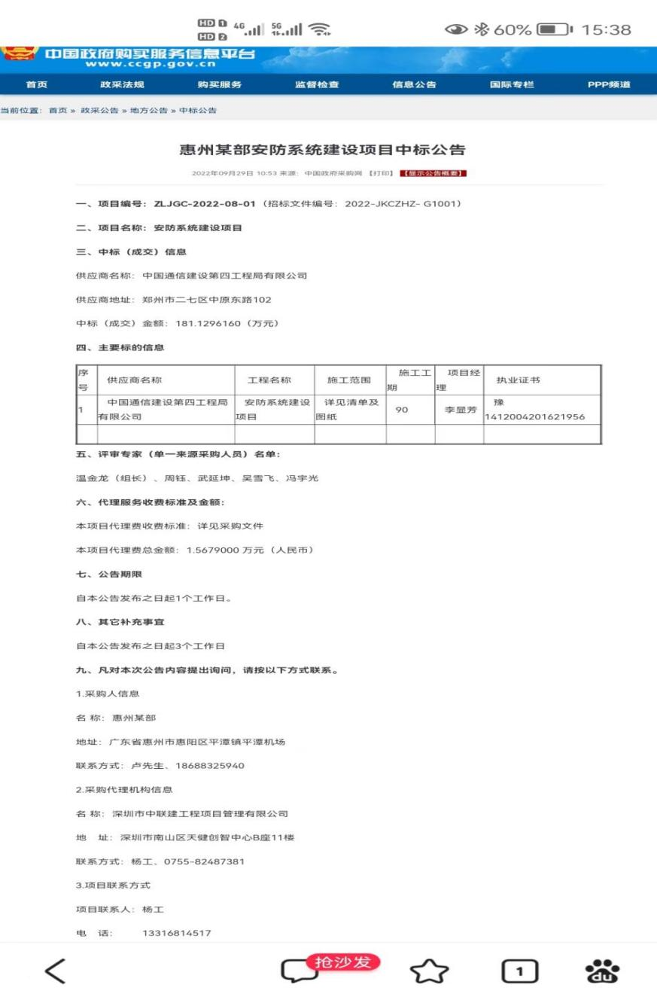 HD 1 4G 5G
HD 2
60% 15:38
中国政府购买服务信息平台
www.ccgp.gov.cn
首页 政采法规 购买服务 监督检查 信息公告 国际专栏 PPP频道
当前位置：首页 » 政采公告 » 地方公告 » 中标公告
惠州某部安防系统建设项目中标公告
2022年09月29日 10:53 来源：中国政府采购网 【打印】 【显示公告概要】
一、项目编号：ZLJGC-2022-08-01（招标文件编号：2022-JKCZHZ- G1001）
二、项目名称：安防系统建设项目
三、中标（成交）信息
供应商名称：中国通信建设第四工程局有限公司
供应商地址：郑州市二七区中原东路102
中标（成交）金额：181.1296160（万元）
四、主要标的信息
序号 供应商名称 工程名称 施工范围 施工工期 项目经理 执业证书
1 中国通信建设第四工程局有限公司 安防系统建设项目 详见清单及图纸 90 李显芳 豫1412004201621956
五、评审专家（单一来源采购人员）名单：
温金龙（组长）、周钰、武延坤、吴雪飞、冯宇光
六、代理服务收费标准及金额：
本项目代理费收费标准：详见采购文件
本项目代理费总金额：1.5679000 万元（人民币）
七、公告期限
自本公告发布之日起1个工作日。
八、其它补充事宜
自本公告发布之日起3个工作日
九、凡对本次公告内容提出询问，请按以下方式联系。
1.采购人信息
名 称：惠州某部
地址：广东省惠州市惠阳区平潭镇平潭机场
联系方式：卢先生、18688325940
2.采购代理机构信息
名 称：深圳市中联建工程项目管理有限公司
地 址：深圳市南山区天健创智中心B座11楼
联系方式：杨工、0755-82487381
3.项目联系方式
项目联系人：杨工
电 话： 13316814517
抢沙发
1
du